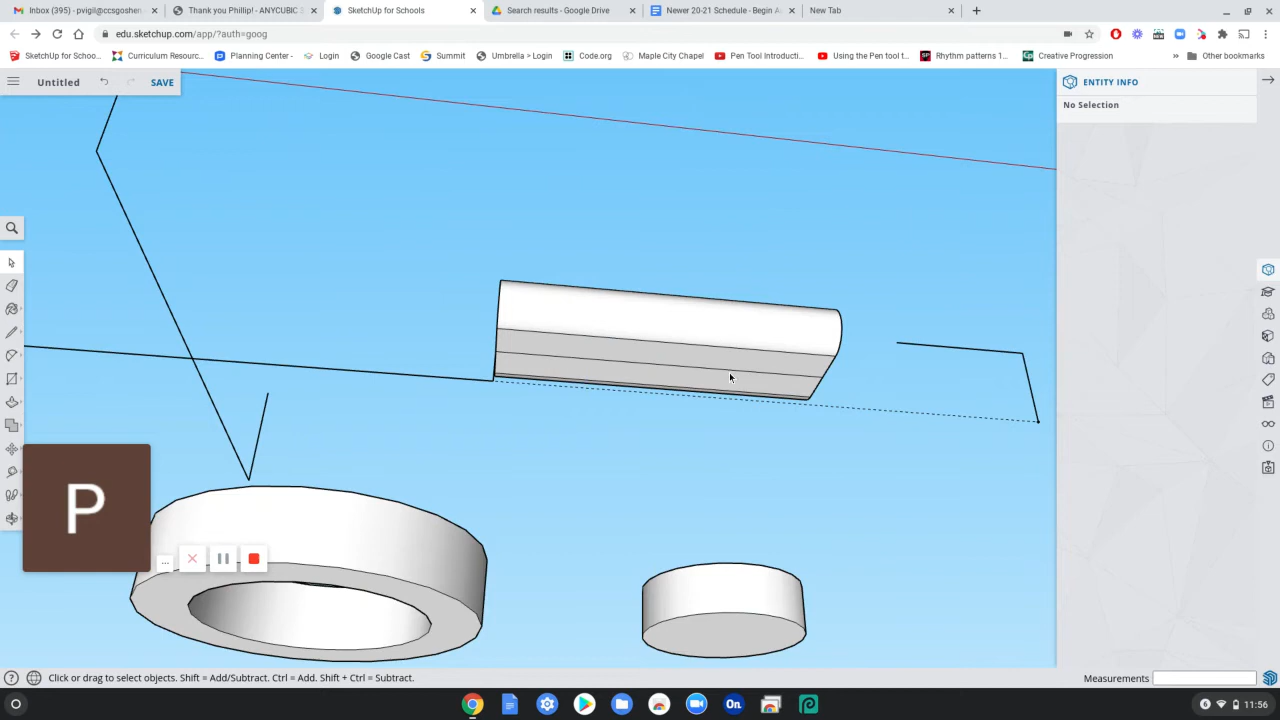 Inbox (395) - pvigil@ccsgoshen Thank you Phillip! - ANYCUBIC SketchUp for Schools Search results - Google Drive Newer 20-21 Schedule - Begin A New Tab
edu.sketchup.com/app/?auth=goog
SketchUp for Schoo... Curriculum Resourc... Planning Center - Login Google Cast Summit Umbrella > Login Code.org Maple City Chapel Pen Tool Introducti... Using the Pen tool t... Rhythm patterns 1... Creative Progression » Other bookmarks
Untitled SAVE ENTITY INFO
No Selection
P
...
Click or drag to select objects. Shift = Add/Subtract. Ctrl = Add. Shift + Ctrl = Subtract. Measurements
On 6 11:56